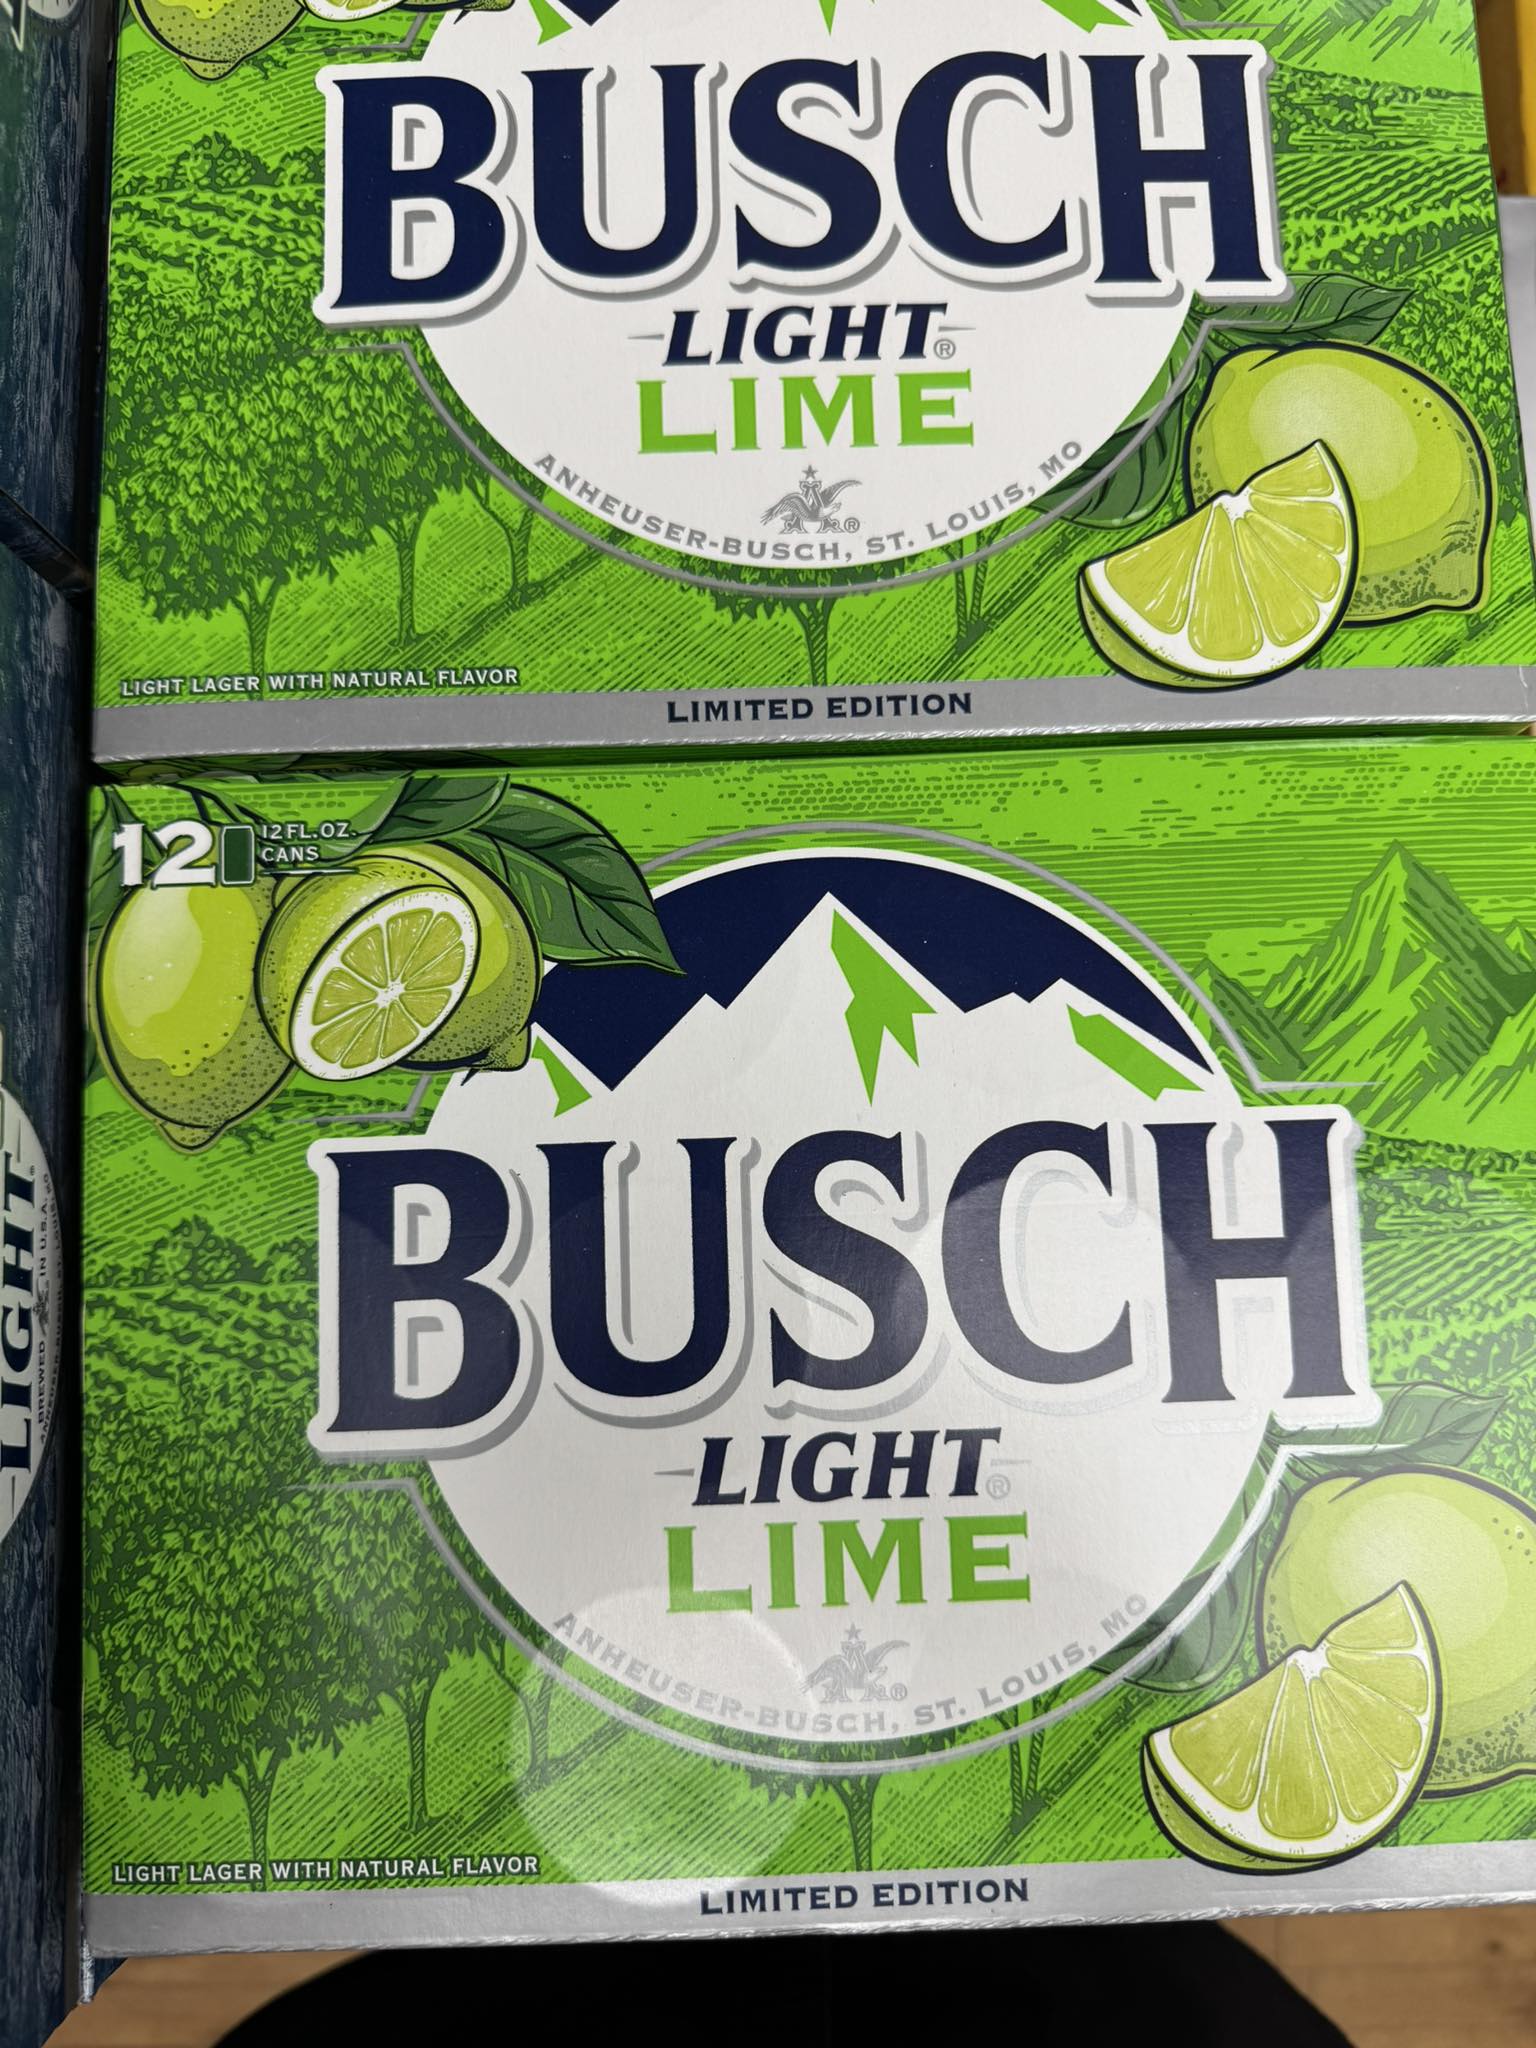 BUSCH
LIGHT®
LIME
ANHEUSER-BUSCH, ST. LOUIS, MO
LIGHT LAGER WITH NATURAL FLAVOR
LIMITED EDITION
12 12 FL. OZ. CANS
BUSCH
LIGHT®
LIME
ANHEUSER-BUSCH, ST. LOUIS, MO
LIGHT LAGER WITH NATURAL FLAVOR
LIMITED EDITION
LIGHT
BREWED IN U.S.A.